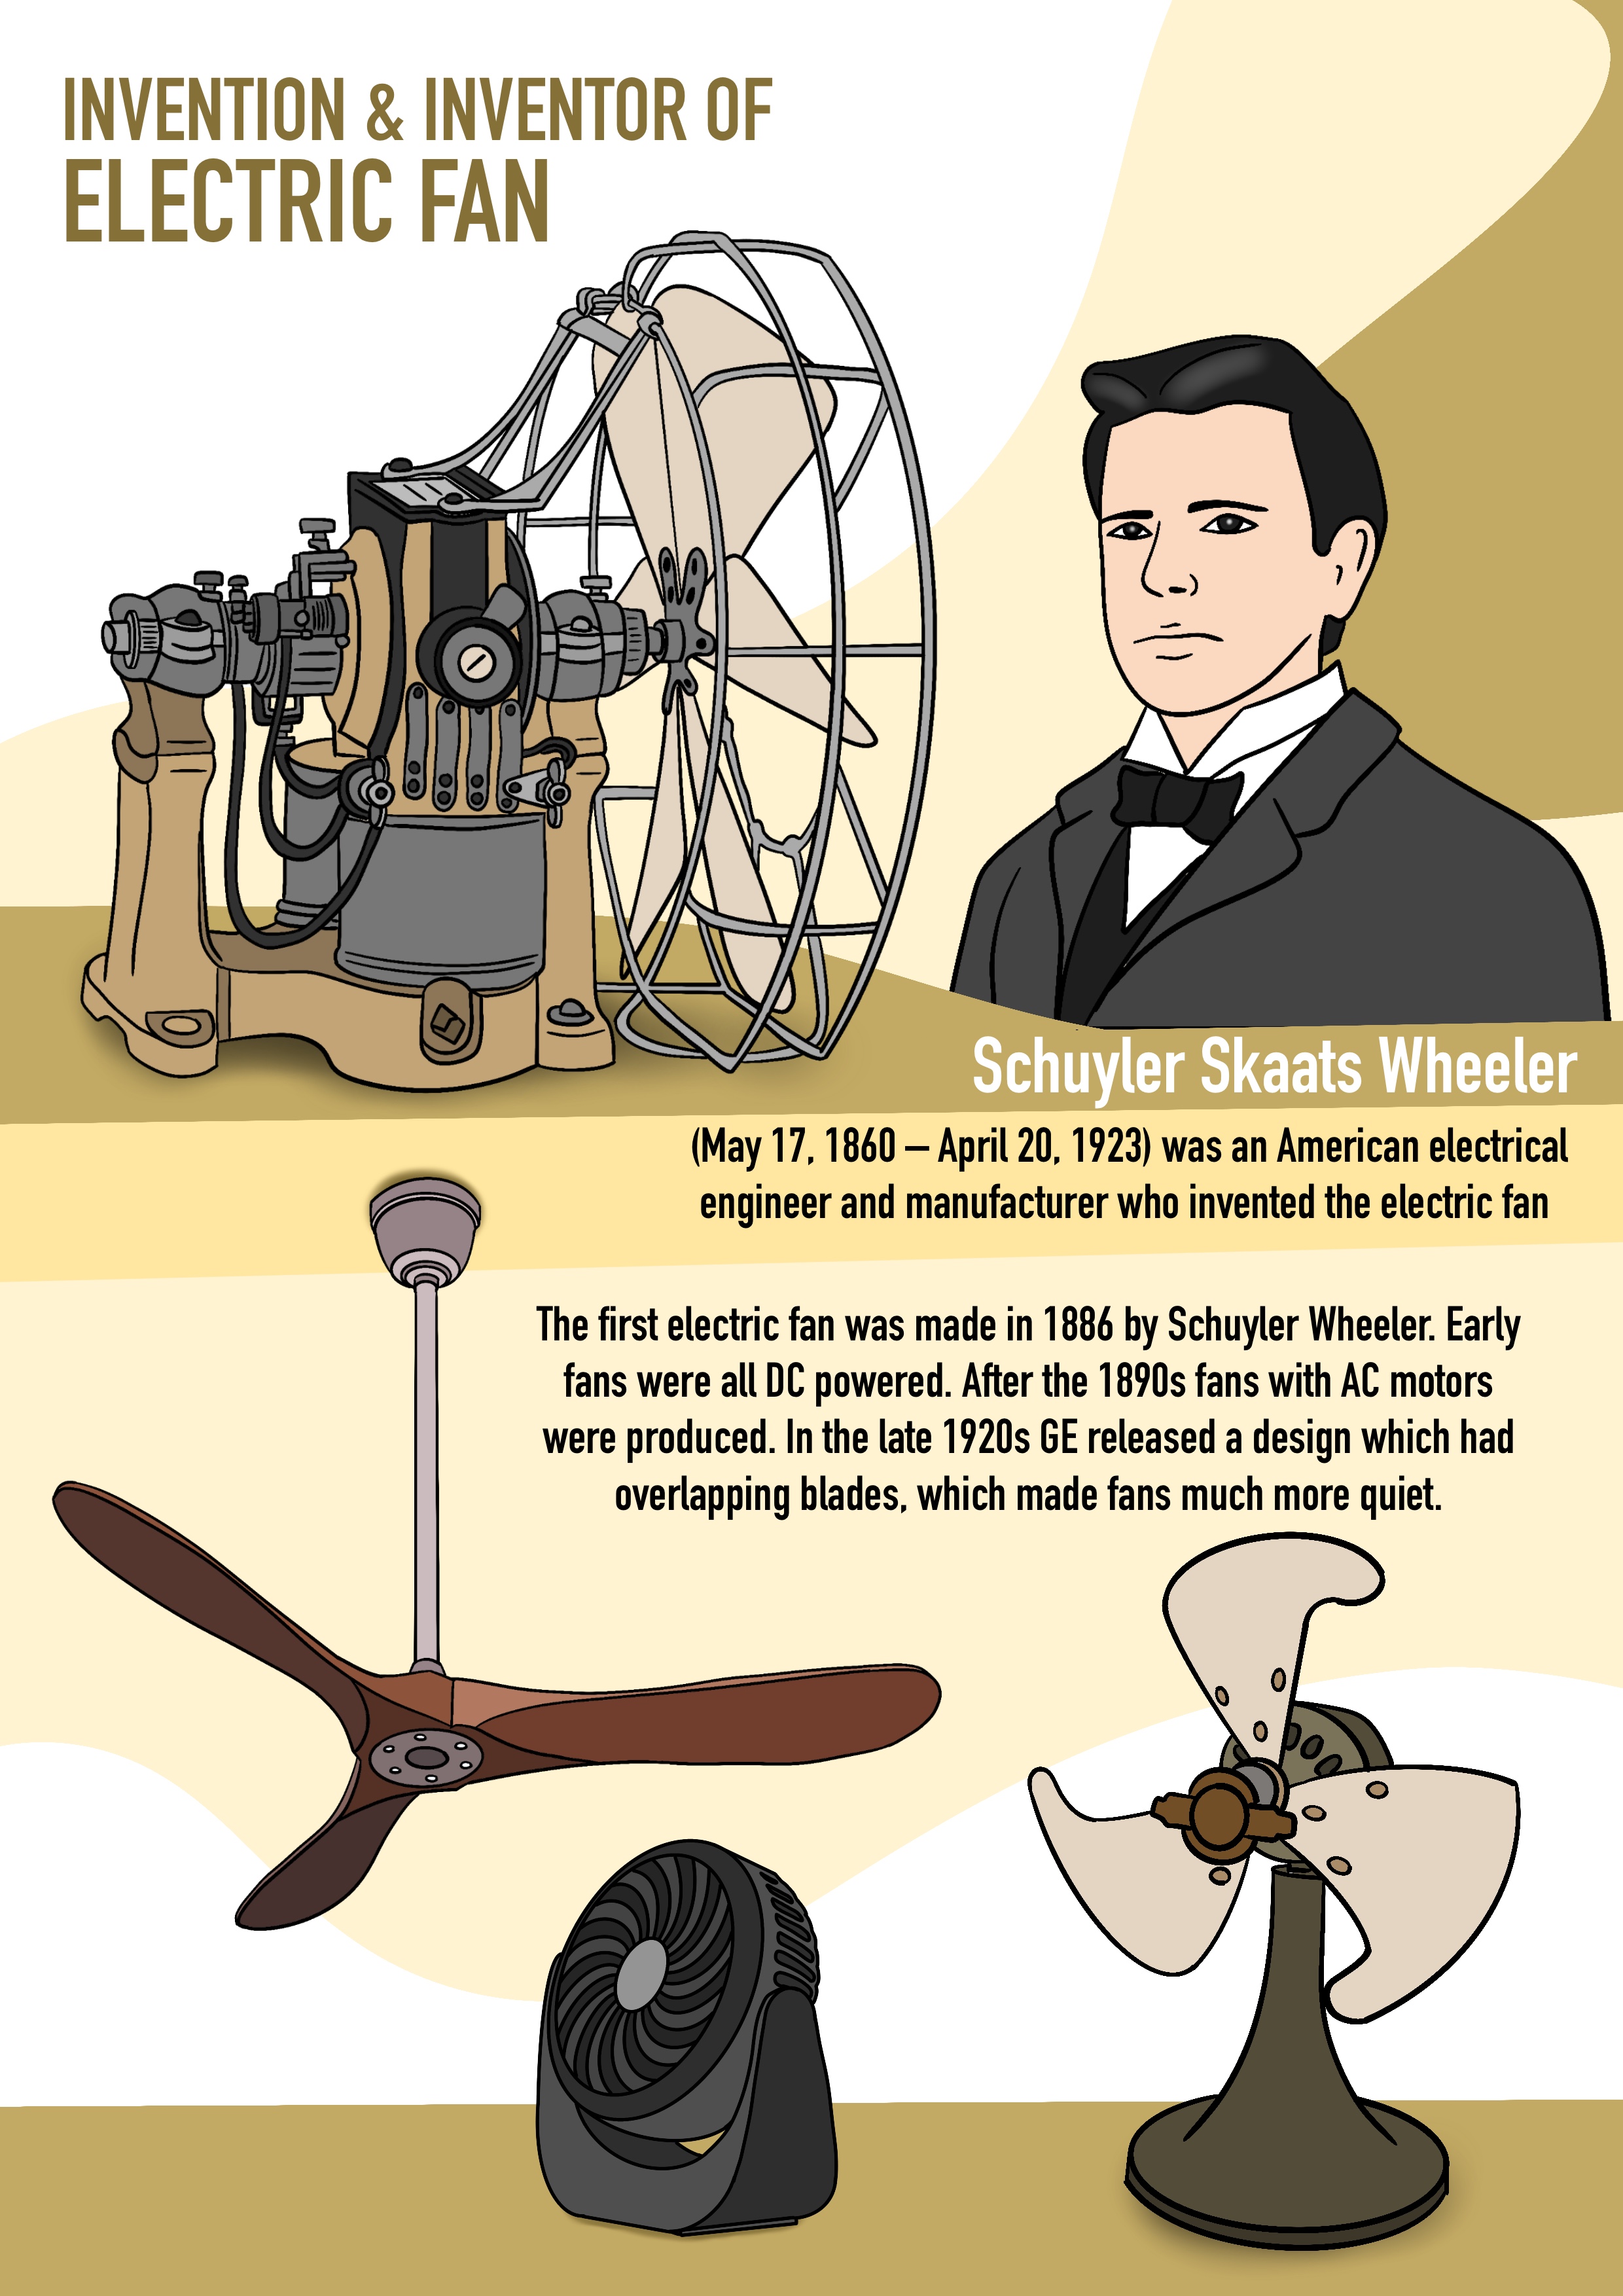 INVENTION & INVENTOR OF
ELECTRIC FAN
Schuyler Skaats Wheeler
(May 17, 1860 – April 20, 1923) was an American electrical
engineer and manufacturer who invented the electric fan
The first electric fan was made in 1886 by Schuyler Wheeler. Early
fans were all DC powered. After the 1890s fans with AC motors
were produced. In the late 1920s GE released a design which had
overlapping blades, which made fans much more quiet.